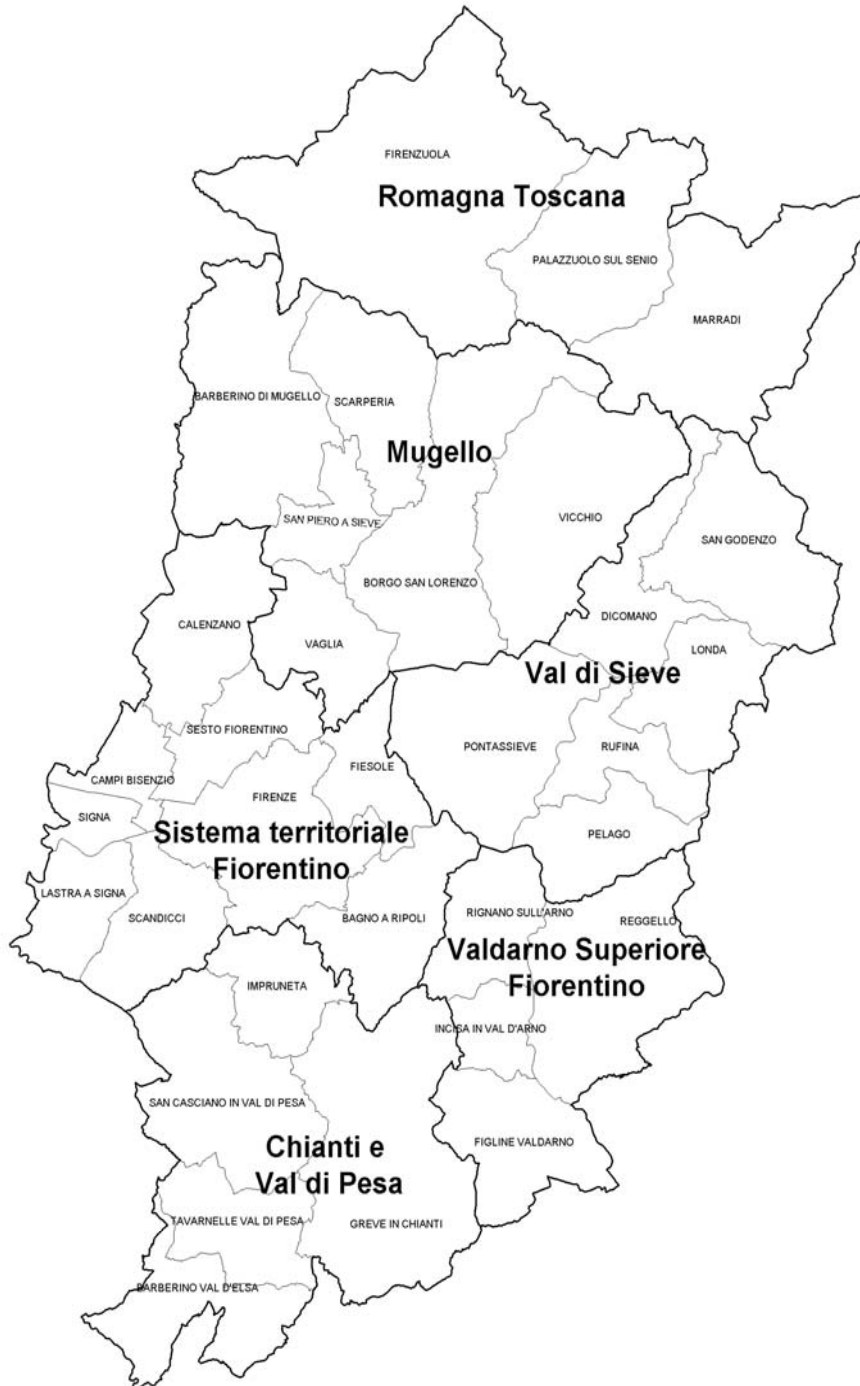 FIRENZUOLA
Romagna Toscana
PALAZZUOLO SUL SENIO
MARRADI
BARBERINO DI MUGELLO
SCARPERIA
Mugello
SAN PIERO A SIEVE
VICCHIO
SAN GODENZO
BORGO SAN LORENZO
CALENZANO
DICOMANO
VAGLIA
LONDA
Val di Sieve
SESTO FIORENTINO
PONTASSIEVE
RUFINA
FIESOLE
CAMPI BISENZIO
FIRENZE
SIGNA
Sistema territoriale
Fiorentino
PELAGO
LASTRA A SIGNA
SCANDICCI
BAGNO A RIPOLI
RIGNANO SULL'ARNO
REGGELLO
Valdarno Superiore
Fiorentino
IMPRUNETA
INCISA IN VAL D'ARNO
SAN CASCIANO IN VAL DI PESA
Chianti e
Val di Pesa
FIGLINE VALDARNO
TAVARNELLE VAL DI PESA
GREVE IN CHIANTI
BARBERINO VAL D'ELSA